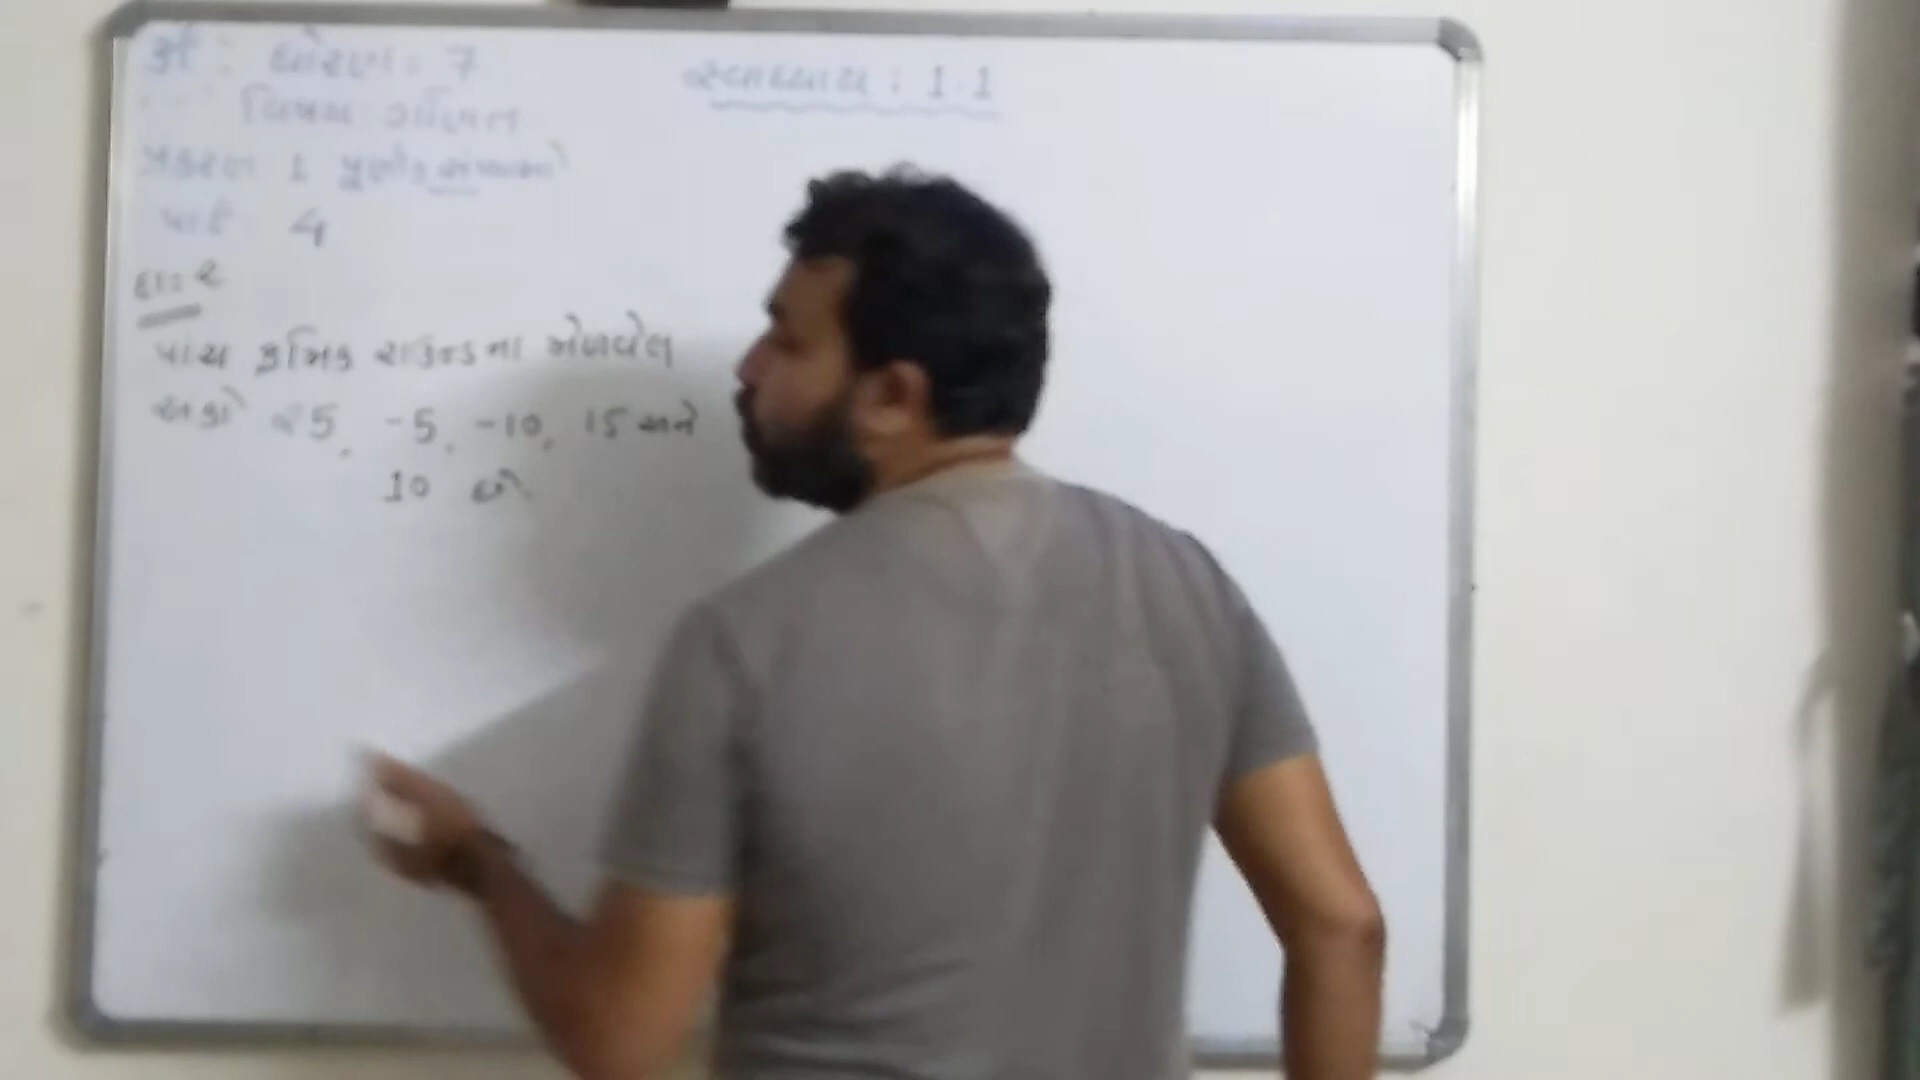 ધોરણ : 7
સ્વાધ્યાય : 1.1
વિષય ગણિત
પ્રકરણ 1 પૂર્ણાંક સંખ્યાઓ
પાર્ટ 4
દા = ૨
પાંચ ક્રમિક રાઉન્ડના મેળવેલ
અંકો ૨5, -5, -10, 15 અને
10 છે.